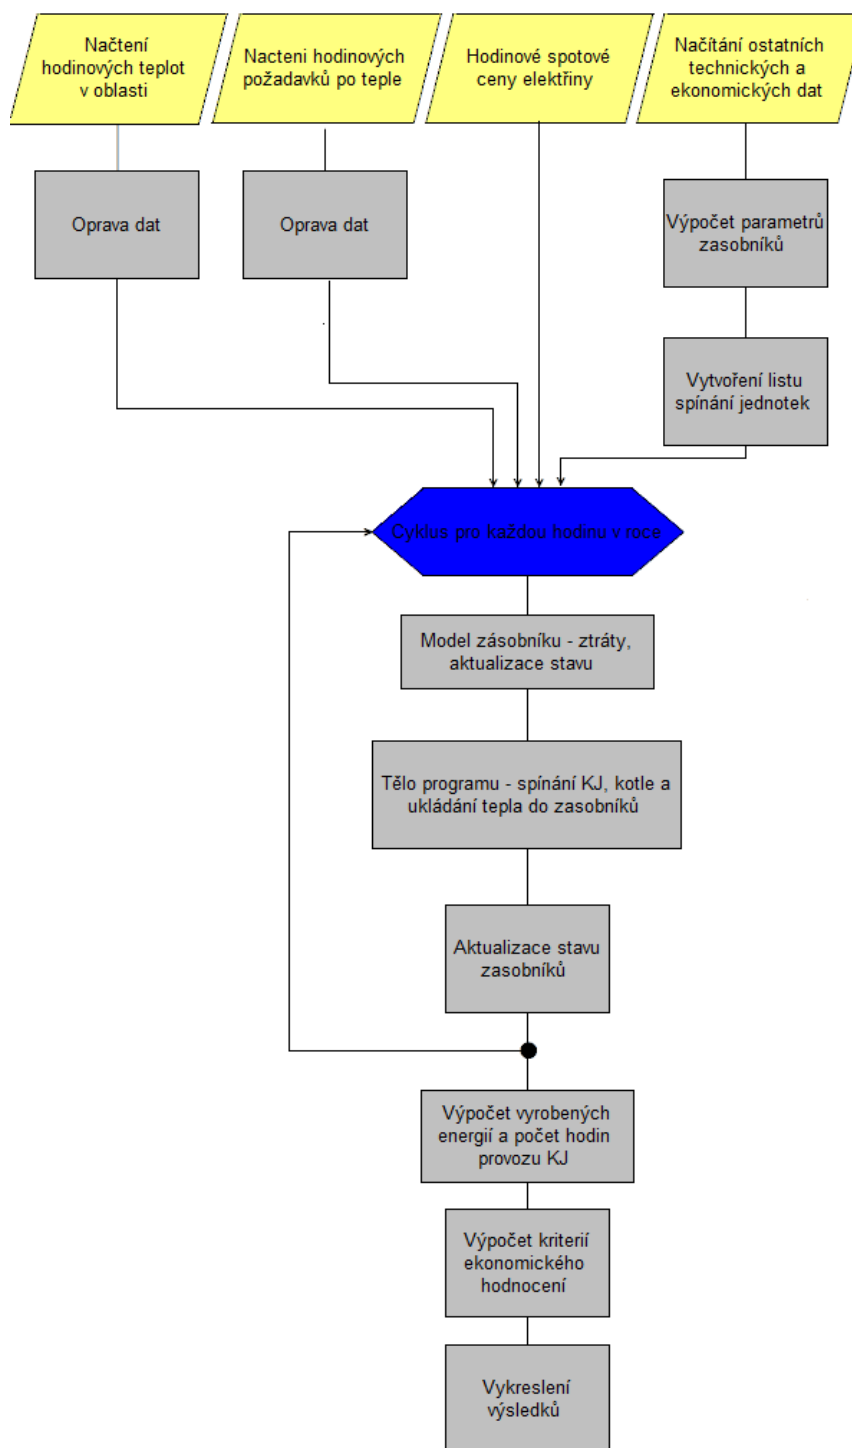 Načtení
hodinových teplot
v oblasti
Nacteni hodinových
požadavků po teple
Hodinové spotové
ceny elektřiny
Načítání ostatních
technických a
ekonomických dat
Oprava dat
Oprava dat
Výpočet parametrů
zasobníků
Vytvoření listu
spínání jednotek
Cyklus pro každou hodinu v roce
Model zásobníku - ztráty,
aktualizace stavu
Tělo programu - spínání KJ, kotle a
ukládání tepla do zasobníků
Aktualizace stavu
zasobníků
Výpočet vyrobených
energií a počet hodin
provozu KJ
Výpočet kriterií
ekonomického
hodnocení
Vykreslení
výsledků